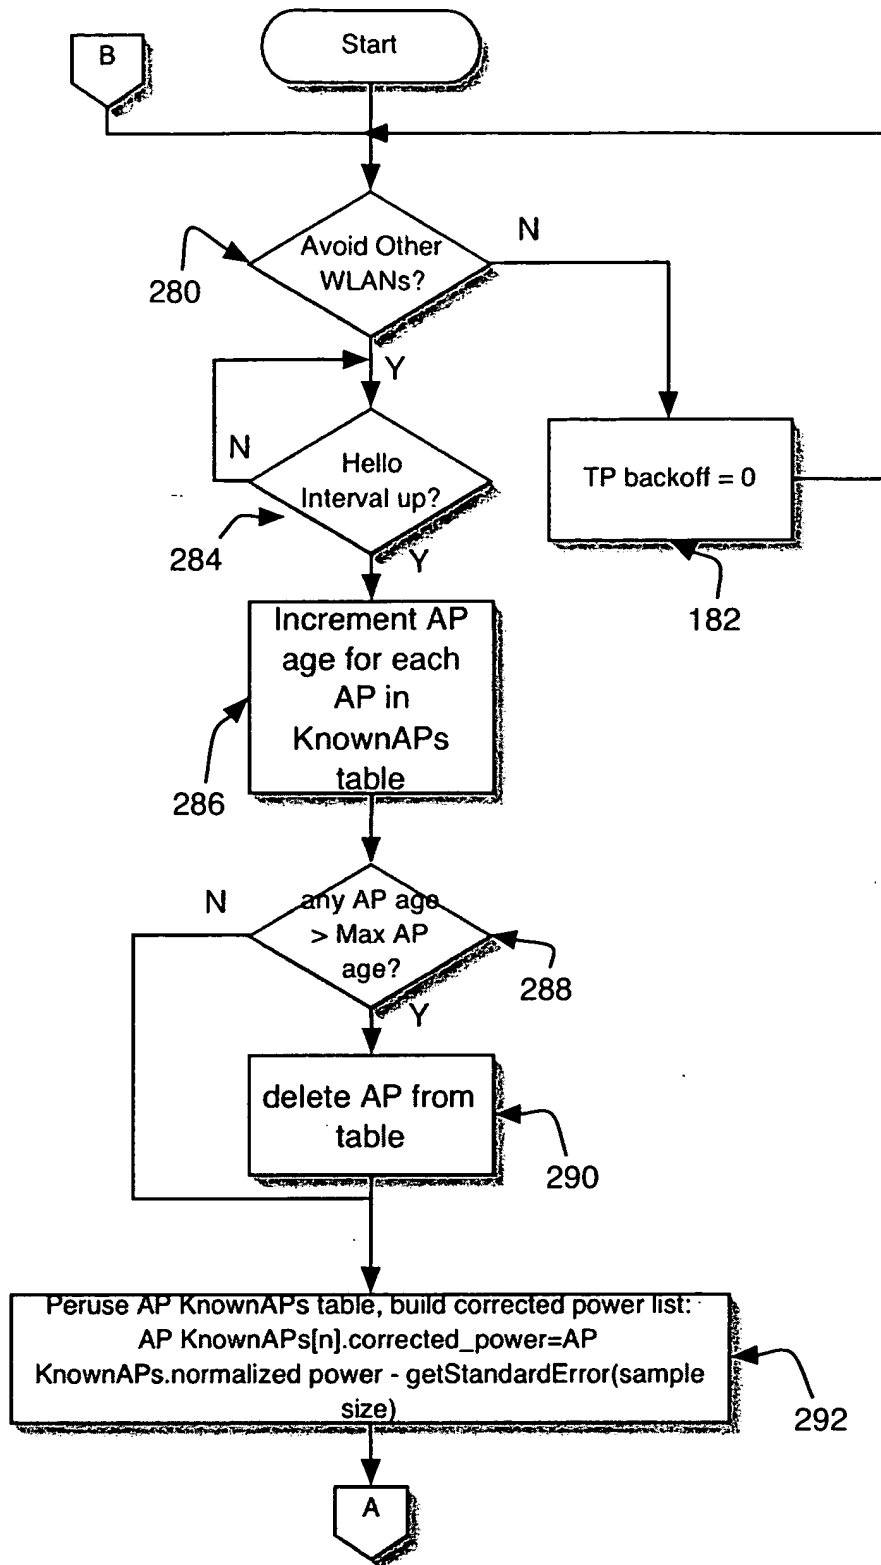 B
Start
Avoid Other
WLANs?
N
280
Y
N
Hello
Interval up?
284
Y
TP backoff = 0
182
Increment AP
age for each
AP in
KnownAPs
table
286
N
any AP age
> Max AP
age?
288
Y
delete AP from
table
290
Peruse AP KnownAPs table, build corrected power list:
AP KnownAPs[n].corrected_power=AP
KnownAPs.normalized power - getStandardError(sample
size)
292
A